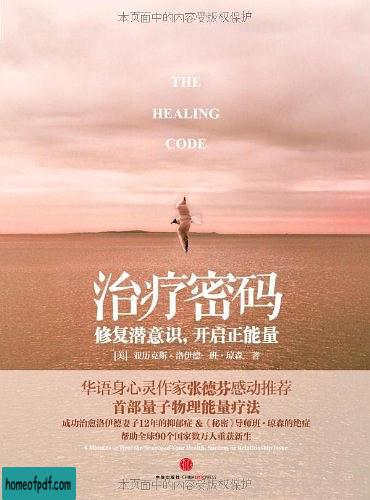 本页面中的内容受版权保护
THE
HEALING
CODE
治疗密码
修复潜意识，开启正能量
[美] 亚历克斯·洛伊德 班·琼森 著
华语身心灵作家张德芬感动推荐
首部量子物理能量疗法
成功治愈洛伊德妻子12年的抑郁症 &《秘密》导师班·琼森的绝症
帮助全球90个国家数万人重获新生
6 Minutes to Heal the Source of Your Health, Success or Relationship Issue
中信出版社·CHINACITICPRESS
homeofpdf.com
本页面中的内容受版权保护